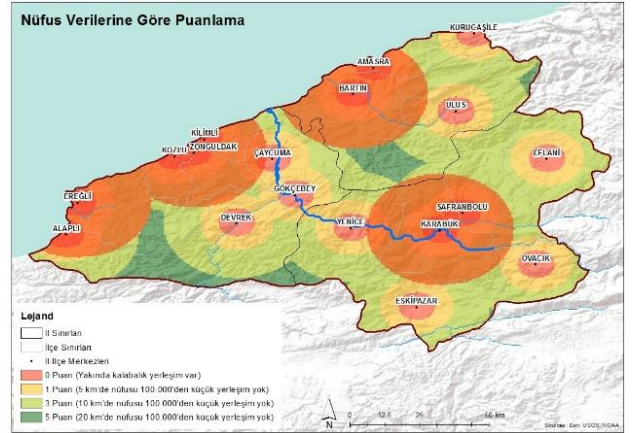 Nüfus Verilerine Göre Puanlama
KURUCAŞİLE
AMASRA
BARTIN
ULUS
KİLİMLİ
KOZLU
ZONGULDAK
ÇAYCUMA
EFLANİ
GÖKÇEBEY
EREĞLİ
SAFRANBOLU
DEVREK
YENİCE
KARABÜK
ALAPLI
OVACIK
ESKİPAZAR
Lejand
İl Sınırları
İlçe Sınırları
İl-İlçe Merkezleri
0 Puan (Yakında kalabalık yerleşim var)
1 Puan (5 km'de nüfusu 100.000'den küçük yerleşim yok)
3 Puan (10 km'de nüfusu 100.000'den küçük yerleşim yok)
5 Puan (20 km'de nüfusu 100.000'den küçük yerleşim yok)
N
0 12,5 25 50 km
Sources: Esri, USGS, NOAA